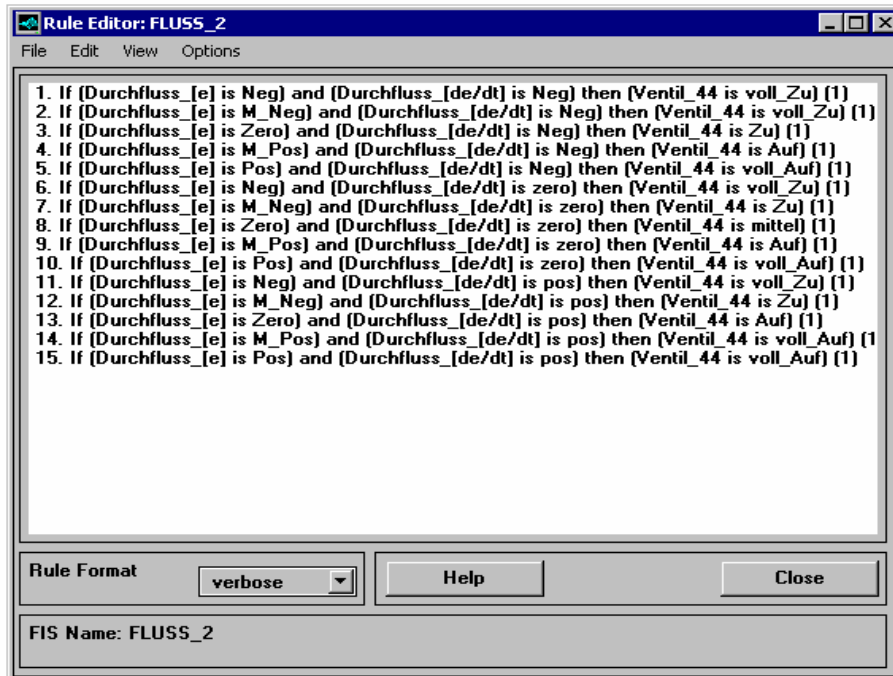 Rule Editor: FLUSS_2
File Edit View Options
1. If (Durchfluss_[e] is Neg) and (Durchfluss_[de/dt] is Neg) then (Ventil_44 is voll_Zu) (1)
2. If (Durchfluss_[e] is M_Neg) and (Durchfluss_[de/dt] is Neg) then (Ventil_44 is voll_Zu) (1)
3. If (Durchfluss_[e] is Zero) and (Durchfluss_[de/dt] is Neg) then (Ventil_44 is Zu) (1)
4. If (Durchfluss_[e] is M_Pos) and (Durchfluss_[de/dt] is Neg) then (Ventil_44 is Auf) (1)
5. If (Durchfluss_[e] is Pos) and (Durchfluss_[de/dt] is Neg) then (Ventil_44 is voll_Auf) (1)
6. If (Durchfluss_[e] is Neg) and (Durchfluss_[de/dt] is zero) then (Ventil_44 is voll_Zu) (1)
7. If (Durchfluss_[e] is M_Neg) and (Durchfluss_[de/dt] is zero) then (Ventil_44 is Zu) (1)
8. If (Durchfluss_[e] is Zero) and (Durchfluss_[de/dt] is zero) then (Ventil_44 is mittel) (1)
9. If (Durchfluss_[e] is M_Pos) and (Durchfluss_[de/dt] is zero) then (Ventil_44 is Auf) (1)
10. If (Durchfluss_[e] is Pos) and (Durchfluss_[de/dt] is zero) then (Ventil_44 is voll_Auf) (1)
11. If (Durchfluss_[e] is Neg) and (Durchfluss_[de/dt] is pos) then (Ventil_44 is voll_Zu) (1)
12. If (Durchfluss_[e] is M_Neg) and (Durchfluss_[de/dt] is pos) then (Ventil_44 is Zu) (1)
13. If (Durchfluss_[e] is Zero) and (Durchfluss_[de/dt] is pos) then (Ventil_44 is Auf) (1)
14. If (Durchfluss_[e] is M_Pos) and (Durchfluss_[de/dt] is pos) then (Ventil_44 is voll_Auf) (1
15. If (Durchfluss_[e] is Pos) and (Durchfluss_[de/dt] is pos) then (Ventil_44 is voll_Auf) (1)
Rule Format
verbose
Help
Close
FIS Name: FLUSS_2